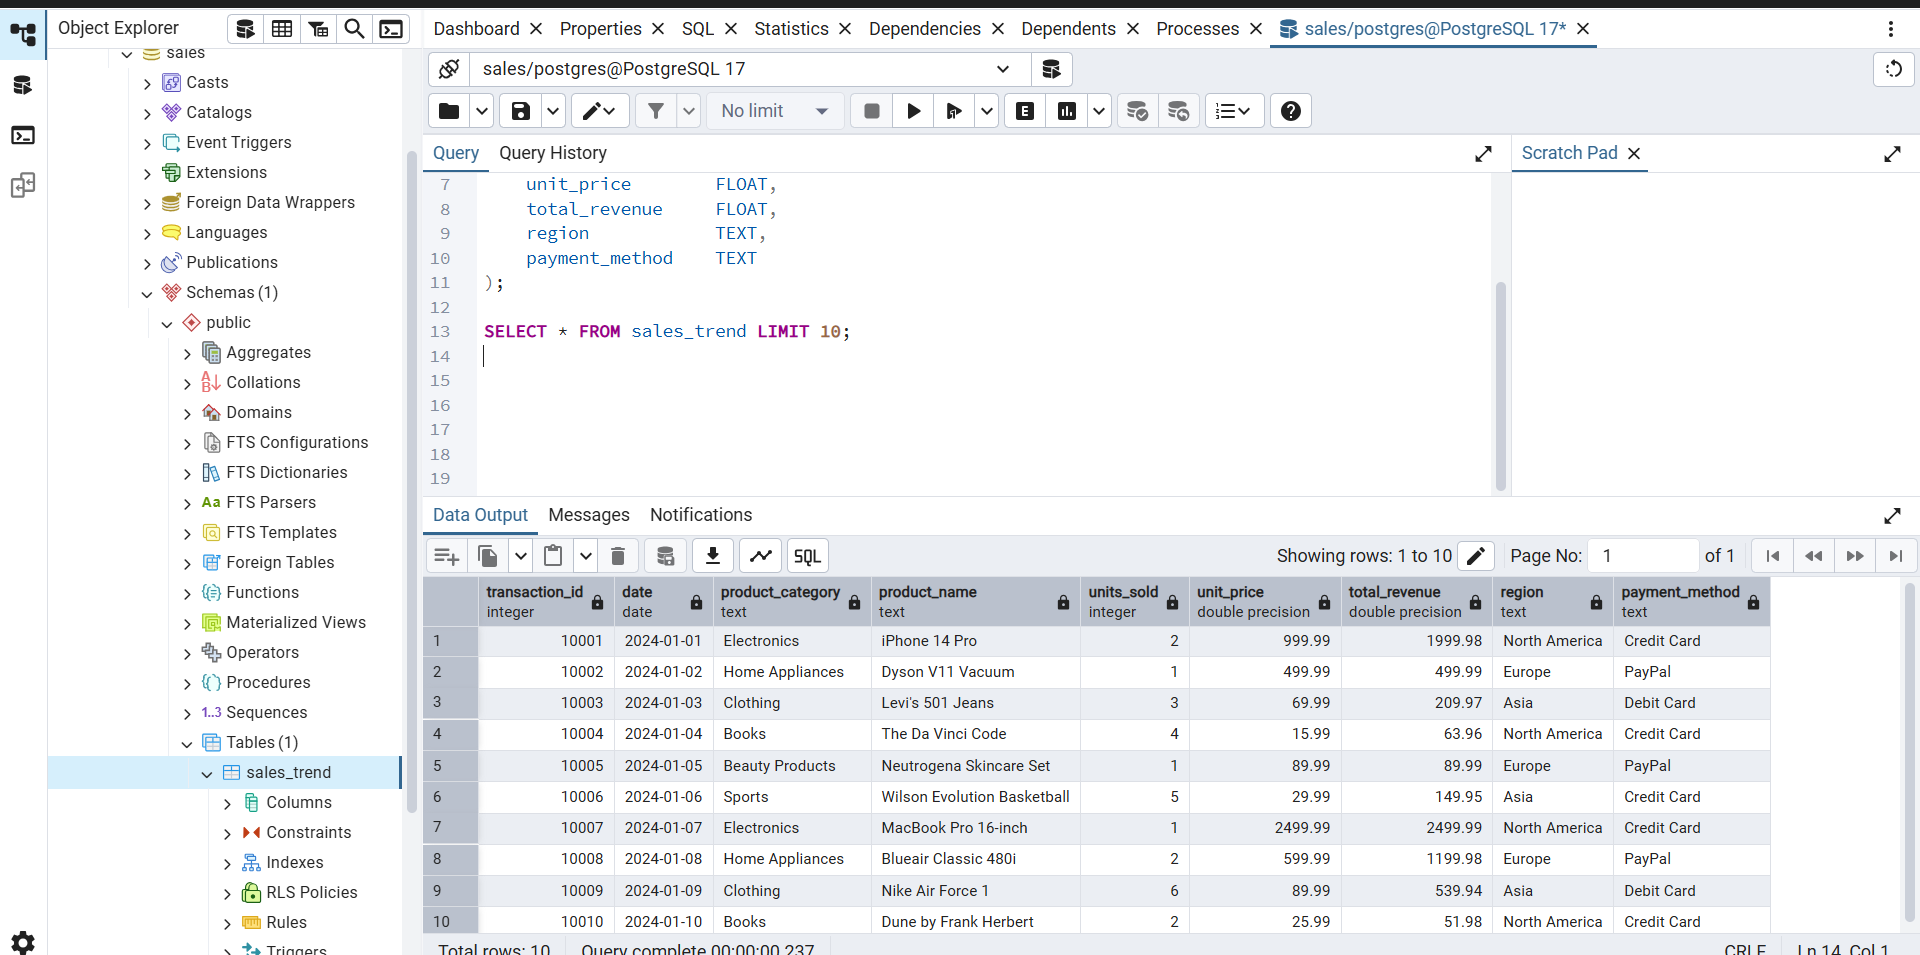 Object Explorer
Dashboard Properties SQL Statistics Dependencies Dependents Processes sales/postgres@PostgreSQL 17*
sales
Casts
Catalogs
Event Triggers
Extensions
Foreign Data Wrappers
Languages
Publications
Schemas (1)
public
Aggregates
Collations
Domains
FTS Configurations
FTS Dictionaries
Aa FTS Parsers
FTS Templates
Foreign Tables
Functions
Materialized Views
Operators
Procedures
1..3 Sequences
Tables (1)
sales_trend
Columns
Constraints
Indexes
RLS Policies
Rules
Triggers
sales/postgres@PostgreSQL 17
No limit
E
Query Query History
Scratch Pad
7 unit_price FLOAT,
8 total_revenue FLOAT,
9 region TEXT,
10 payment_method TEXT
11 );
12
13 SELECT * FROM sales_trend LIMIT 10;
14
15
16
17
18
19
Data Output Messages Notifications
SQL Showing rows: 1 to 10 Page No: 1 of 1
transaction_id date product_category product_name units_sold unit_price total_revenue region payment_method
integer date text text integer double precision double precision text text
1 10001 2024-01-01 Electronics iPhone 14 Pro 2 999.99 1999.98 North America Credit Card
2 10002 2024-01-02 Home Appliances Dyson V11 Vacuum 1 499.99 499.99 Europe PayPal
3 10003 2024-01-03 Clothing Levi's 501 Jeans 3 69.99 209.97 Asia Debit Card
4 10004 2024-01-04 Books The Da Vinci Code 4 15.99 63.96 North America Credit Card
5 10005 2024-01-05 Beauty Products Neutrogena Skincare Set 1 89.99 89.99 Europe PayPal
6 10006 2024-01-06 Sports Wilson Evolution Basketball 5 29.99 149.95 Asia Credit Card
7 10007 2024-01-07 Electronics MacBook Pro 16-inch 1 2499.99 2499.99 North America Credit Card
8 10008 2024-01-08 Home Appliances Blueair Classic 480i 2 599.99 1199.98 Europe PayPal
9 10009 2024-01-09 Clothing Nike Air Force 1 6 89.99 539.94 Asia Debit Card
10 10010 2024-01-10 Books Dune by Frank Herbert 2 25.99 51.98 North America Credit Card
Total rows: 10 Query complete 00:00:00.237 CRLF Ln 14, Col 1